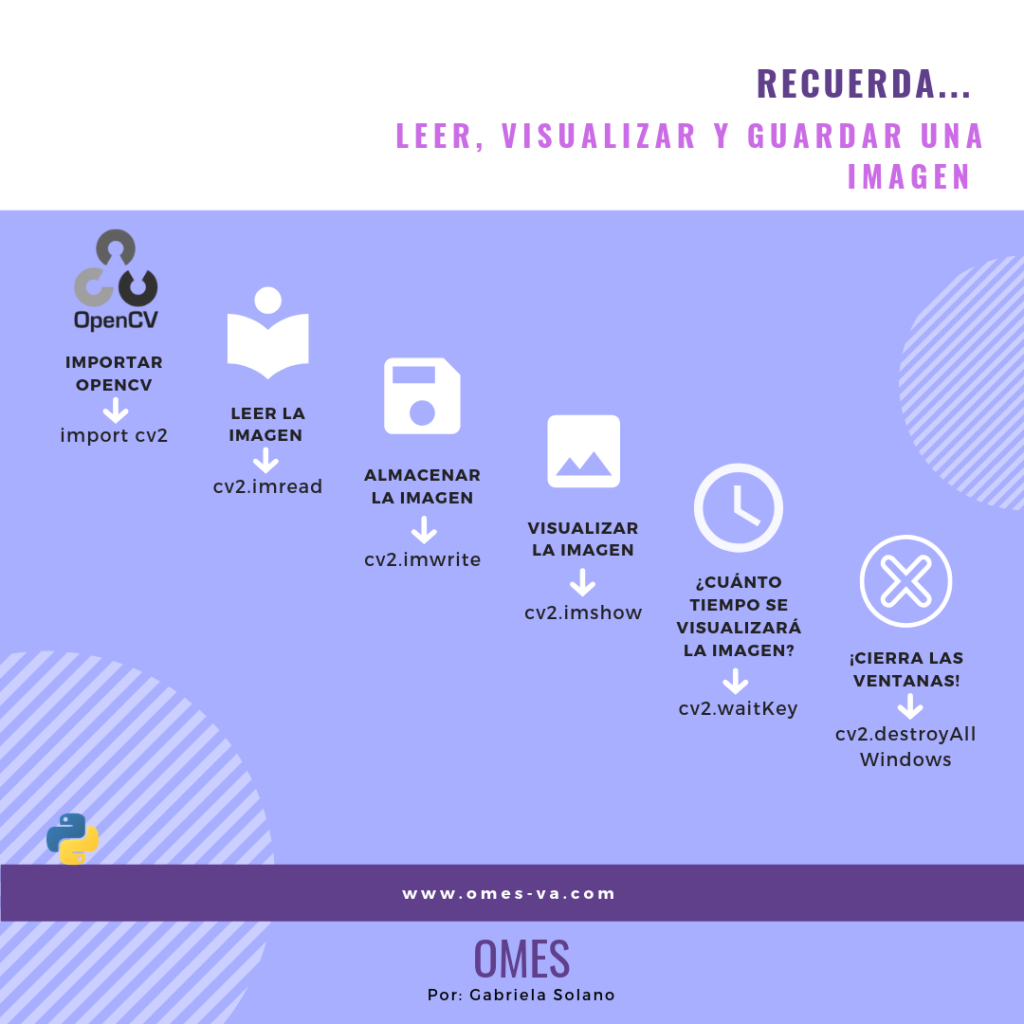 RECUERDA...
LEER, VISUALIZAR Y GUARDAR UNA
IMAGEN
OpenCV
IMPORTAR
OPENCV
import cv2
LEER LA
IMAGEN
cv2.imread
ALMACENAR
LA IMAGEN
cv2.imwrite
VISUALIZAR
LA IMAGEN
cv2.imshow
¿CUÁNTO
TIEMPO SE
VISUALIZARÁ
LA IMAGEN?
cv2.waitKey
¡CIERRA LAS
VENTANAS!
cv2.destroyAll
Windows
www.omes-va.com
OMES
Por: Gabriela Solano